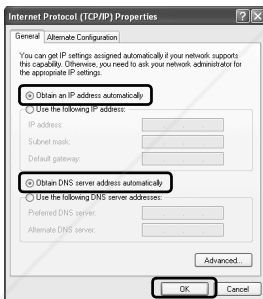 Internet Protocol (TCP/IP) Properties
General
Alternate Configuration
You can get IP settings assigned automatically if your network supports
this capability. Otherwise, you need to ask your network administrator for
the appropriate IP settings.
Obtain an IP address automatically
Use the following IP address:
IP address:
Subnet mask:
Default gateway:
Obtain DNS server address automatically
Use the following DNS server addresses:
Preferred DNS server:
Alternate DNS server:
Advanced...
OK
Cancel